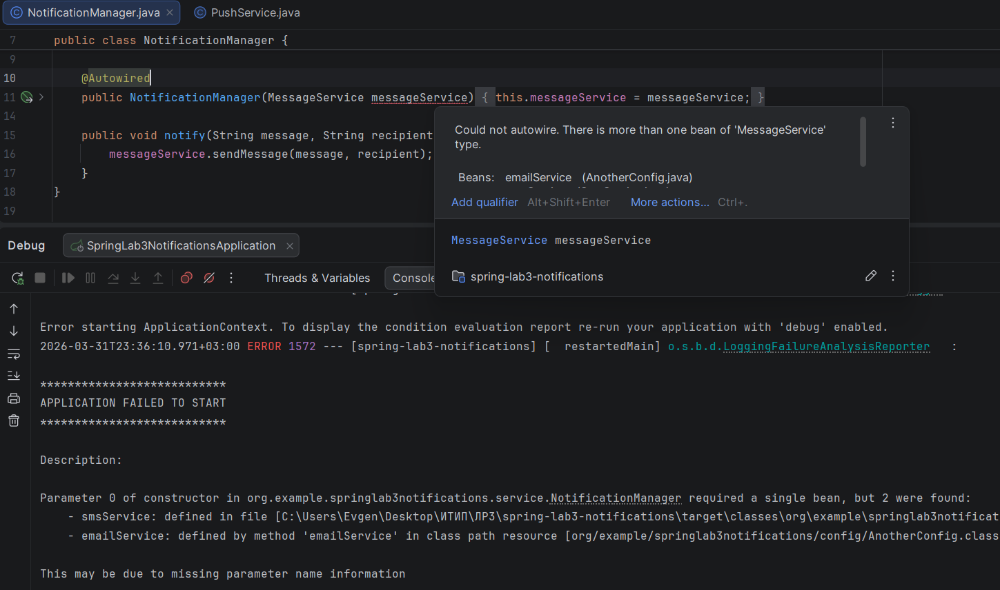 NotificationManager.java
PushService.java
7 public class NotificationManager {
9
10 @Autowired
11 public NotificationManager(MessageService messageService) { this.messageService = messageService; }
14
15 public void notify(String message, String recipient
16 messageService.sendMessage(message, recipient);
17 }
18 }
19
Could not autowire. There is more than one bean of 'MessageService'
type.
Beans: emailService (AnotherConfig.java)
Add qualifier Alt+Shift+Enter More actions... Ctrl+.
MessageService messageService
spring-lab3-notifications
Debug SpringLab3NotificationsApplication
Threads & Variables Console
Error starting ApplicationContext. To display the condition evaluation report re-run your application with 'debug' enabled.
2026-03-31T23:36:10.971+03:00 ERROR 1572 --- [spring-lab3-notifications] [ restartedMain] o.s.b.d.LoggingFailureAnalysisReporter :
***************************
APPLICATION FAILED TO START
***************************
Description:
Parameter 0 of constructor in org.example.springlab3notifications.service.NotificationManager required a single bean, but 2 were found:
- smsService: defined in file [C:\Users\Evgen\Desktop\ИТИП\ЛР3\spring-lab3-notifications\target\classes\org\example\springlab3notificat
- emailService: defined by method 'emailService' in class path resource [org/example/springlab3notifications/config/AnotherConfig.class
This may be due to missing parameter name information